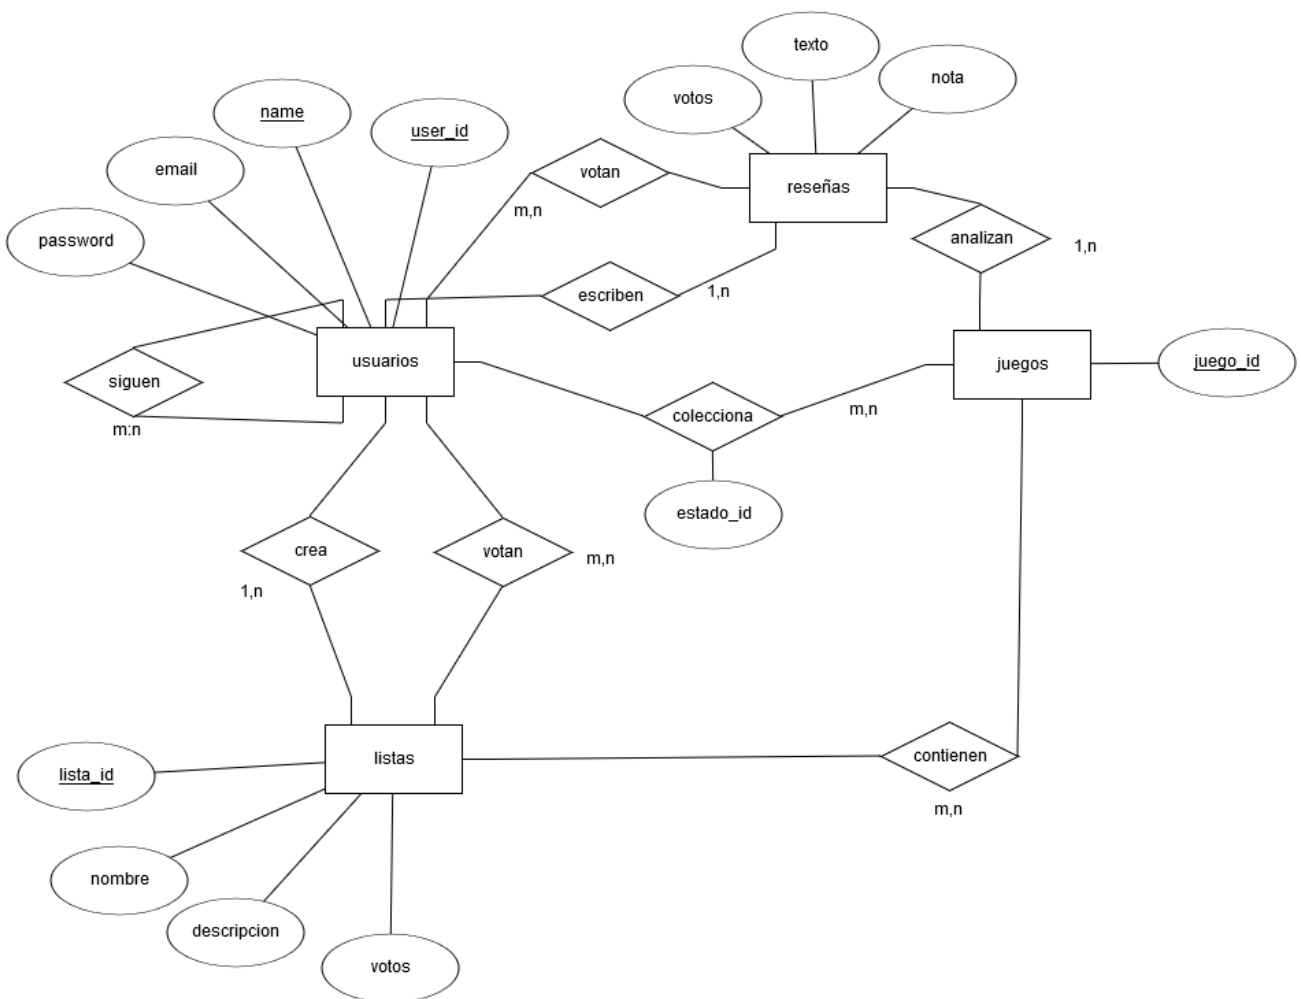 texto
nota
votos
name
user_id
email
votan
reseñas
m,n
password
analizan
1,n
escriben
1,n
usuarios
juegos
juego_id
siguen
colecciona
m,n
m:n
estado_id
crea
votan
m,n
1,n
listas
contienen
lista_id
m,n
nombre
descripcion
votos